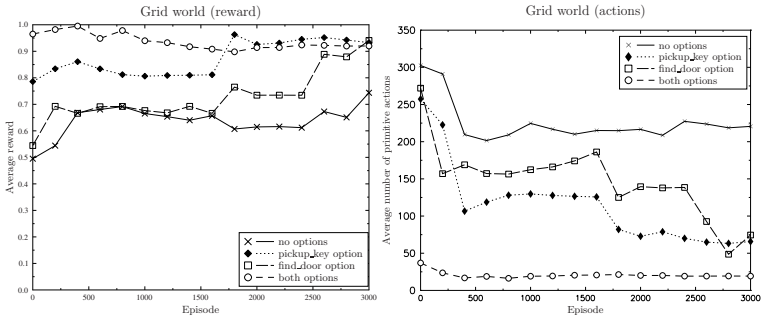 Grid world (reward)
1.0
0.9
0.8
0.7
0.6
0.5
0.4
0.3
0.2
0.1
0.0
Average reward
no options
pickup_key option
find_door option
both options
0 500 1000 1500 2000 2500 3000
Episode
Grid world (actions)
350
300
250
200
150
100
50
0
Average number of primitive actions
no options
pickup_key option
find_door option
both options
0 500 1000 1500 2000 2500 3000
Episode